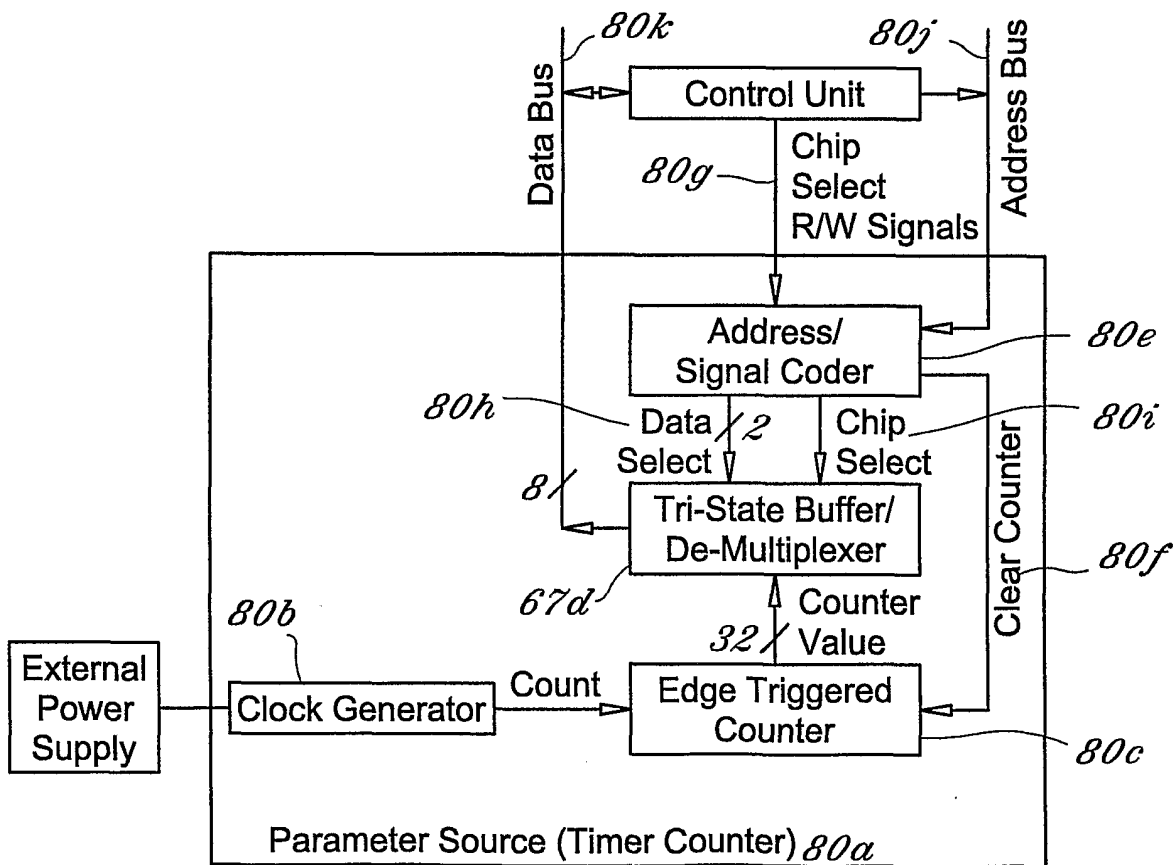 80k
80j
Data Bus
Control Unit
Address Bus
80g
Chip
Select
R/W Signals
Address/
Signal Coder
80e
80h
Data
Select
2
Chip
Select
80i
8
Tri-State Buffer/
De-Multiplexer
Clear Counter
80f
67d
32
Counter
Value
80b
External
Power
Supply
Clock Generator
Count
Edge Triggered
Counter
80c
Parameter Source (Timer Counter) 80a